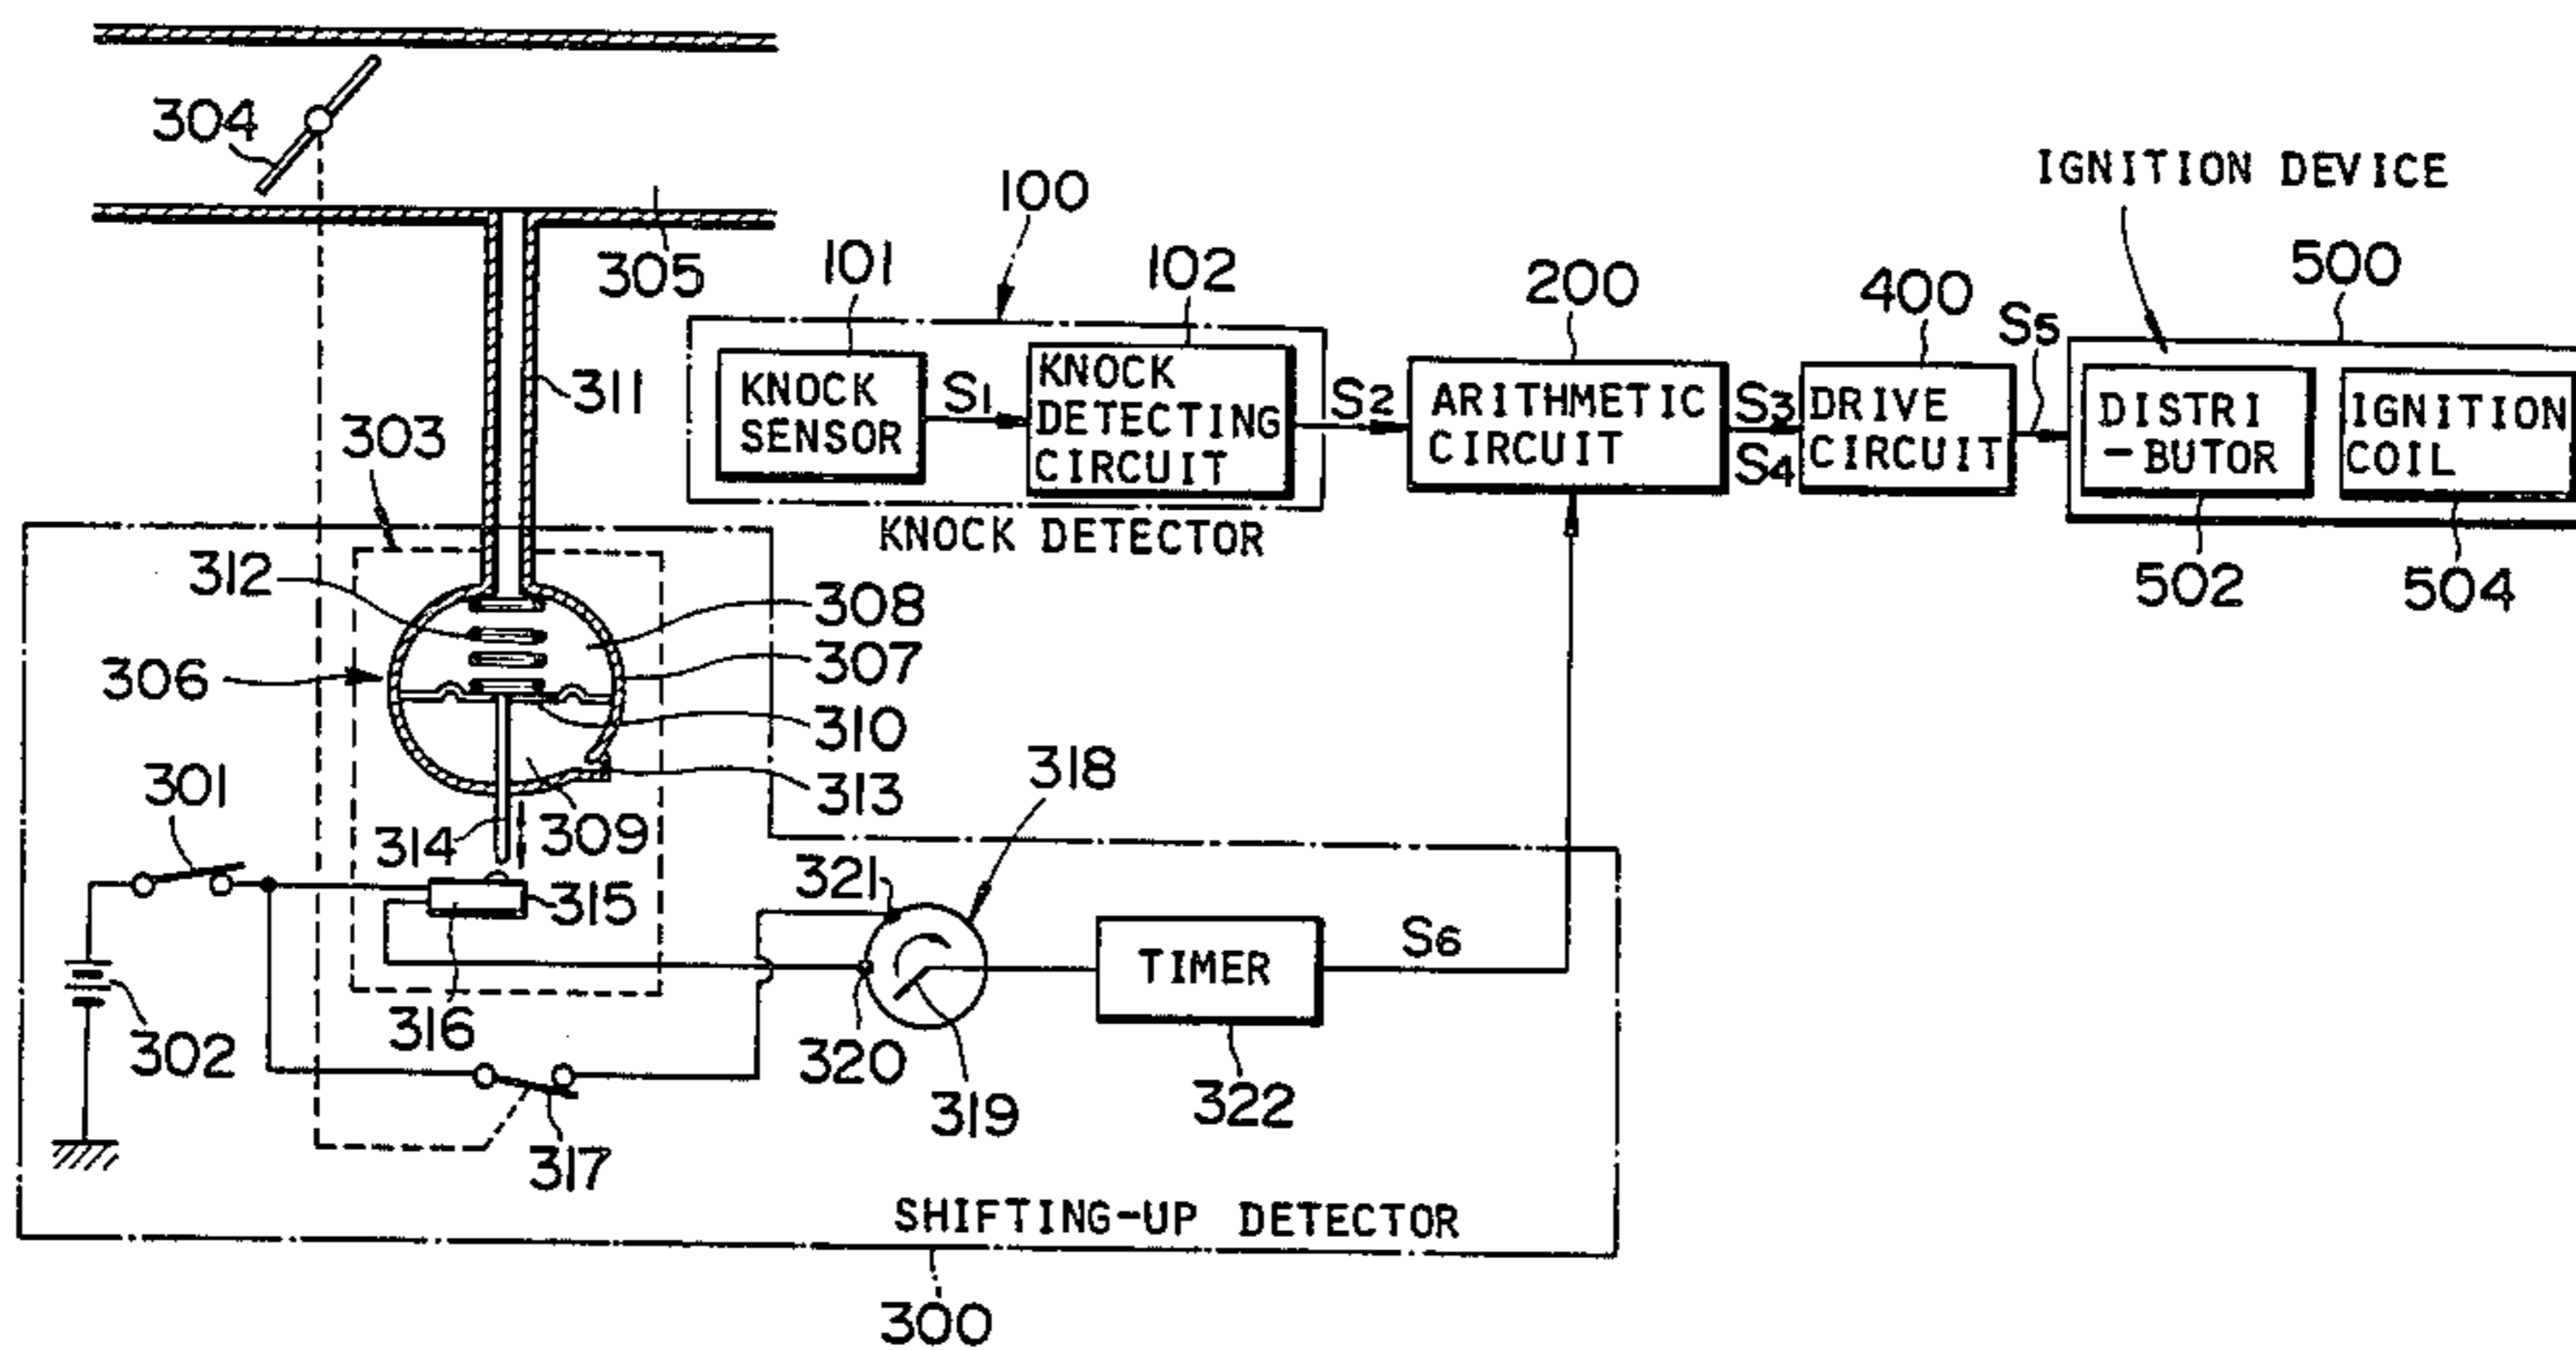 304
305
311
303
100
101
102
KNOCK
SENSOR
S1
KNOCK
DETECTING
CIRCUIT
KNOCK DETECTOR
S2
200
ARITHMETIC
CIRCUIT
S3
S4
400
DRIVE
CIRCUIT
S5
IGNITION DEVICE
500
DISTRI
-BUTOR
IGNITION
COIL
502
504
312
308
307
306
310
313
301
314
309
315
302
316
317
318
321
320
319
TIMER
322
S6
SHIFTING-UP DETECTOR
300